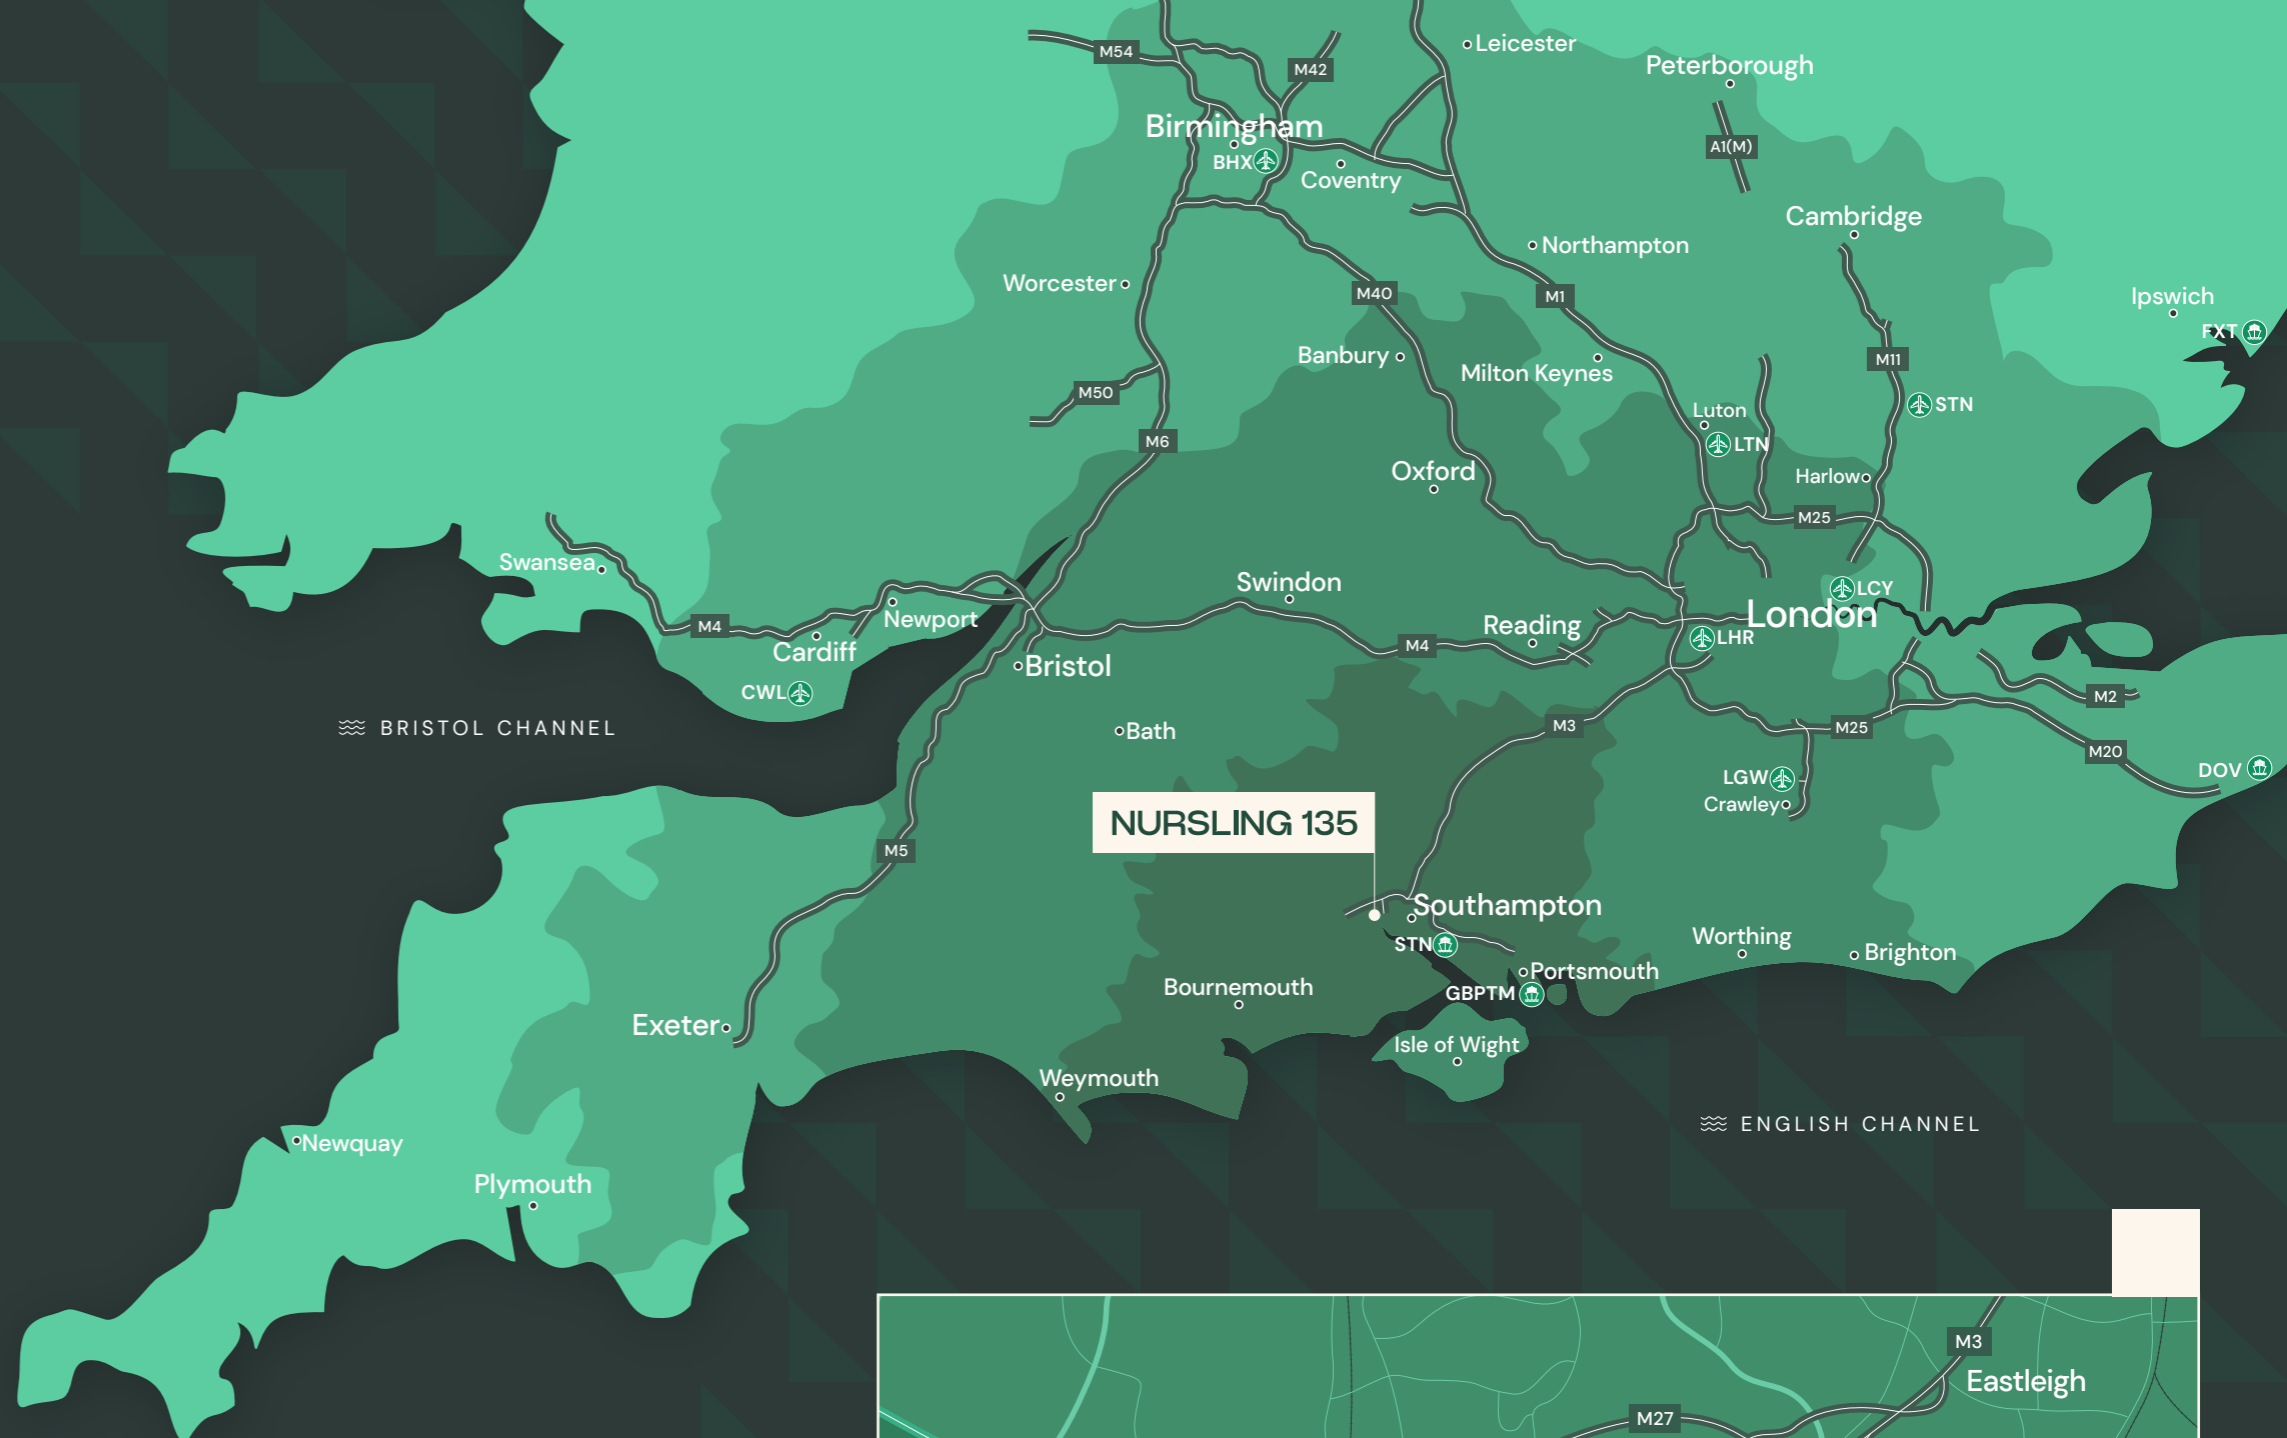 Leicester
M54
M42
Peterborough
Birmingham
A1(M)
BHX
Coventry
Cambridge
Northampton
Worcester
M40
M1
Ipswich
FXT
Banbury
Milton Keynes
M11
M50
STN
Luton
LTN
M6
Oxford
Harlow
M25
Swansea
Swindon
LCY
London
Newport
M4
Reading
LHR
M4
Cardiff
Bristol
CWL
M2
BRISTOL CHANNEL
Bath
M3
M25
M20
DOV
LGW
Crawley
NURSLING 135
M5
Southampton
STN
Worthing
Brighton
Portsmouth
Bournemouth
GBPTM
Exeter
Isle of Wight
Weymouth
ENGLISH CHANNEL
Newquay
Plymouth
M3
Eastleigh
M27